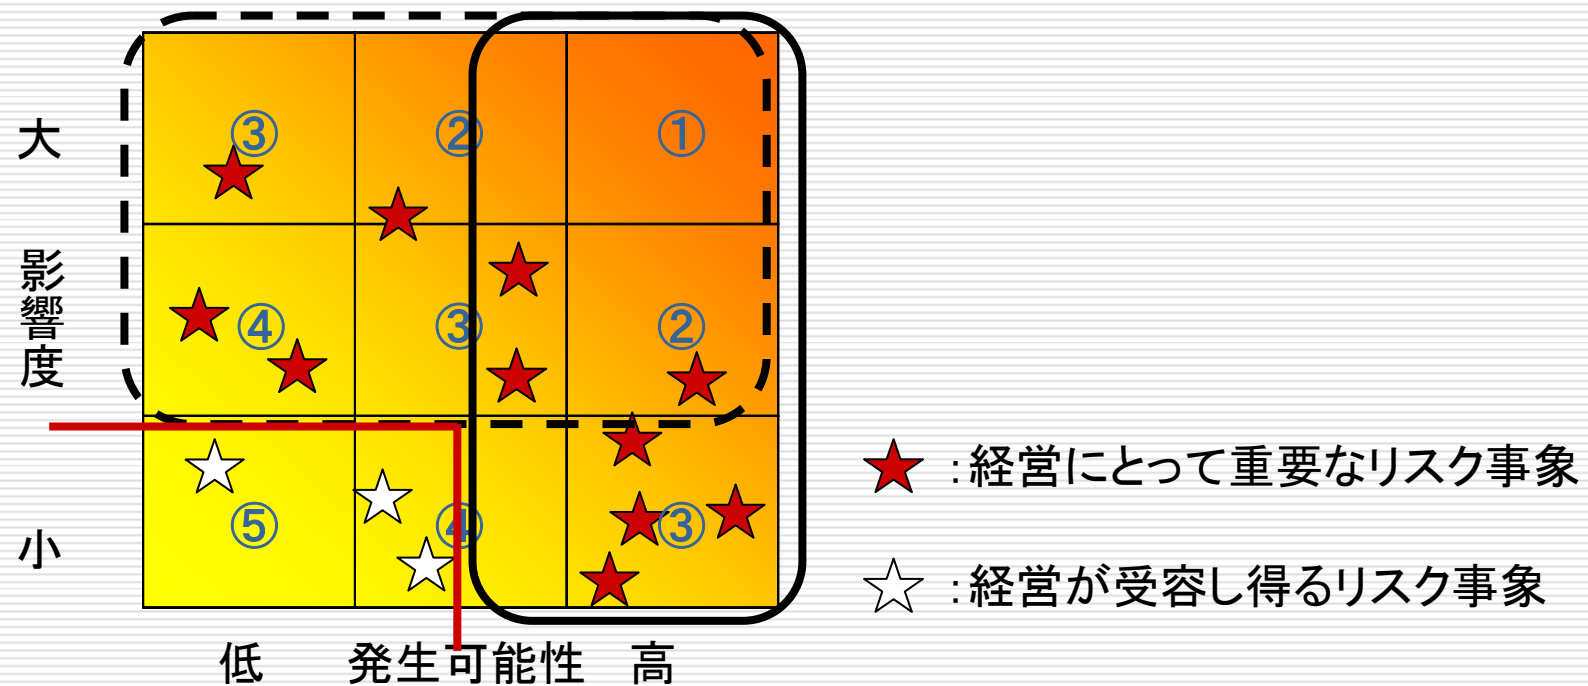 大
影響度
小
③ ② ①
④ ③ ②
⑤ ④ ③
低 発生可能性 高
:経営にとって重要なリスク事象
:経営が受容し得るリスク事象